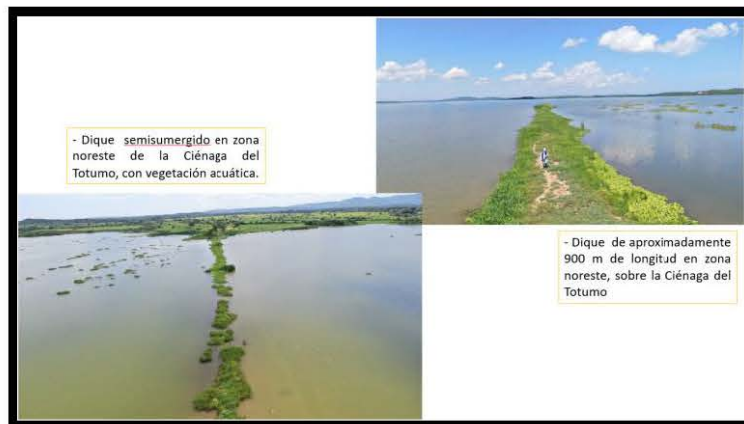 - Dique semisumergido en zona
noreste de la Ciénaga del
Totumo, con vegetación acuática.
- Dique de aproximadamente
900 m de longitud en zona
noreste, sobre la Ciénaga del
Totumo